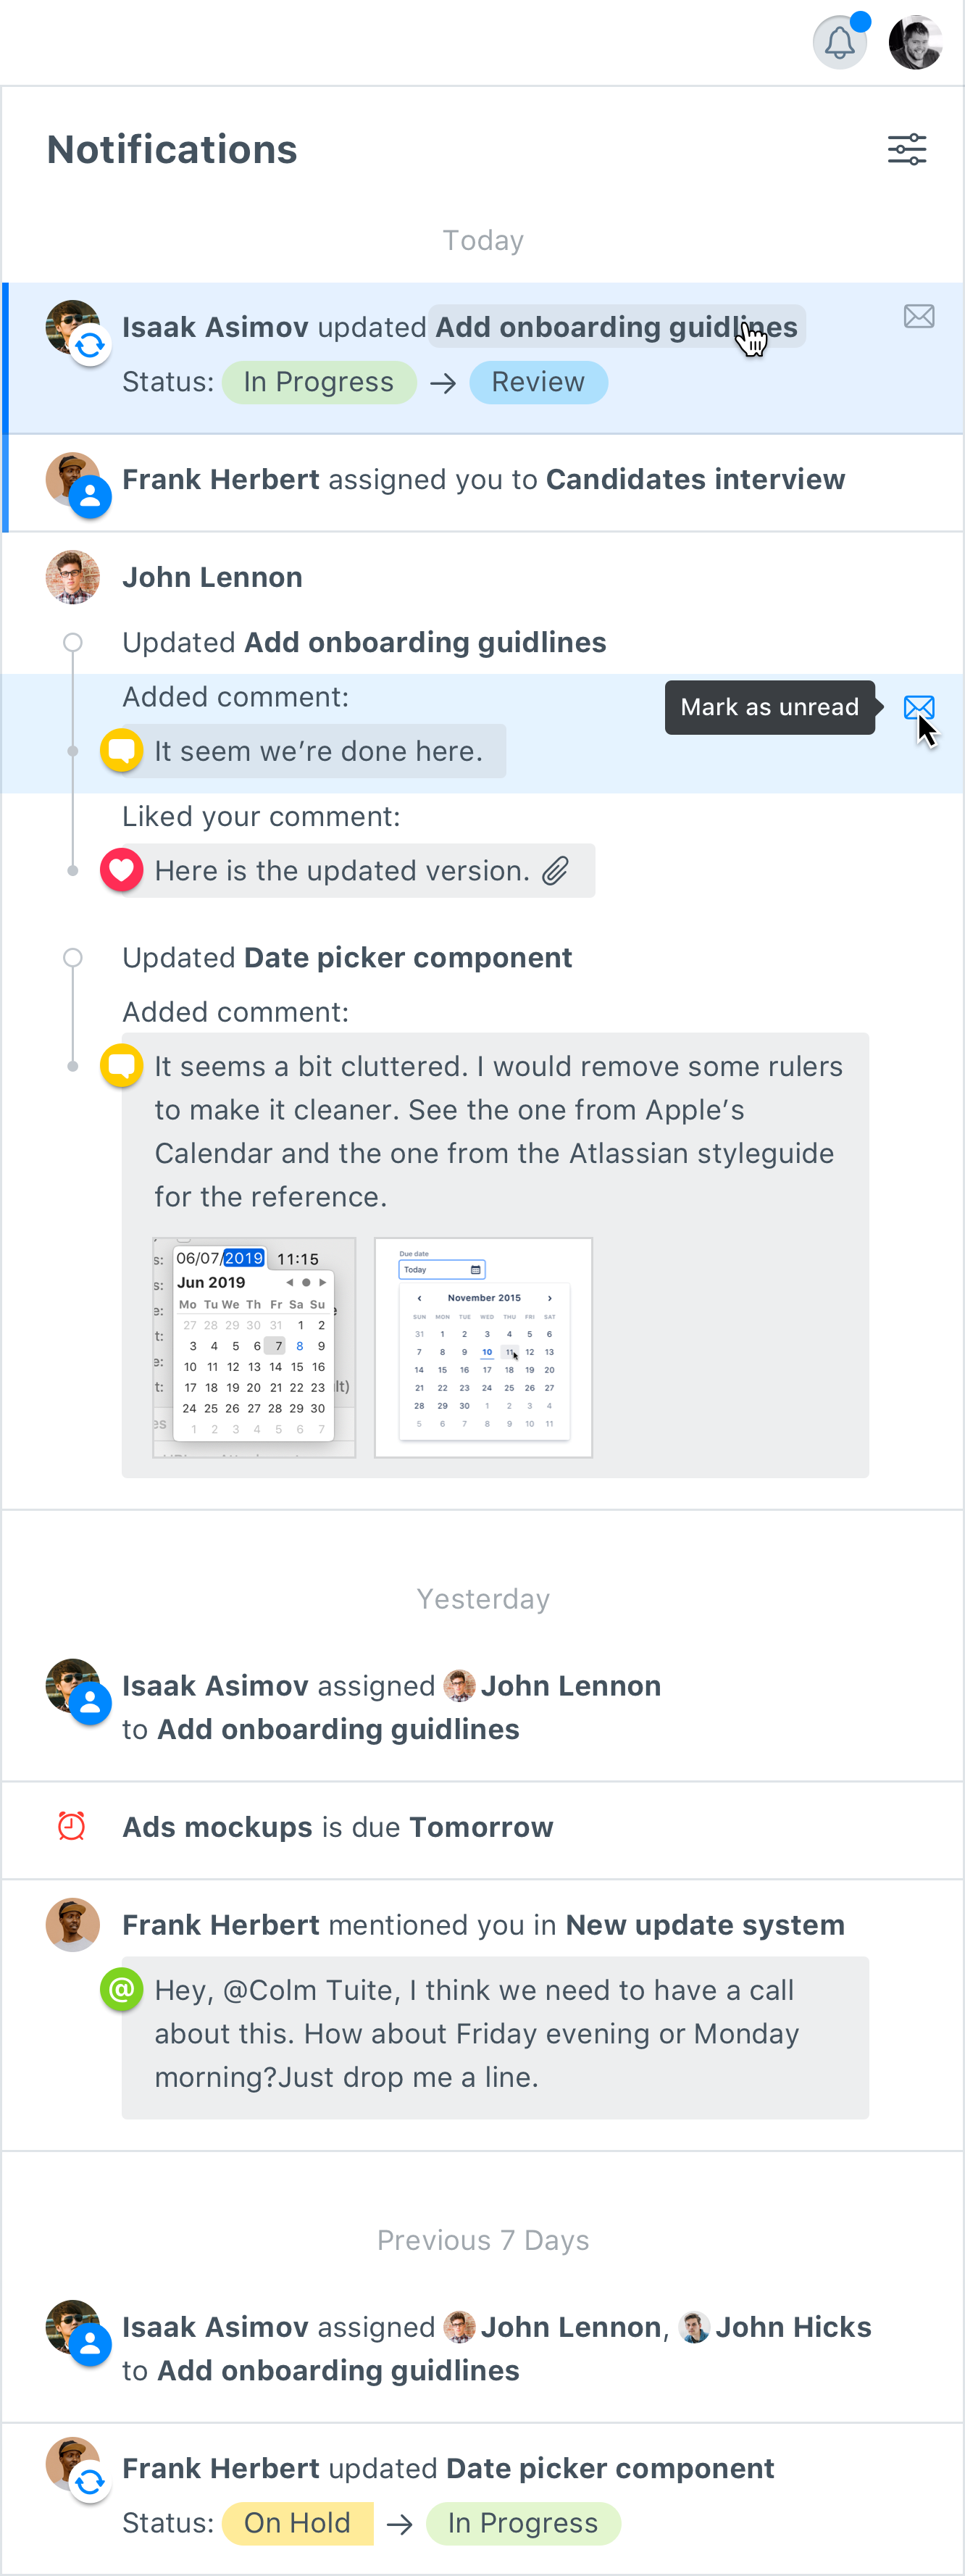 Notifications
Today
Isaak Asimov updated Add onboarding guidlines
Status: In Progress → Review
Frank Herbert assigned you to Candidates interview
John Lennon
Updated Add onboarding guidlines
Added comment:
Mark as unread
It seem we’re done here.
Liked your comment:
Here is the updated version.
Updated Date picker component
Added comment:
It seems a bit cluttered. I would remove some rulers
to make it cleaner. See the one from Apple’s
Calendar and the one from the Atlassian styleguide
for the reference.
06/07/2019 11:15
Jun 2019
Mo Tu We Th Fr Sa Su
27 28 29 30 31 1 2
3 4 5 6 7 8 9
10 11 12 13 14 15 16
17 18 19 20 21 22 23
24 25 26 27 28 29 30
1 2 3 4 5 6 7
Due date
Today
November 2015
SUN MON TUE WED THU FRI SAT
31 1 2 3 4 5 6
7 8 9 10 11 12 13
14 15 16 17 18 19 20
21 22 23 24 25 26 27
28 29 30 1 2 3 4
5 6 7 8 9 10 11
Yesterday
Isaak Asimov assigned John Lennon
to Add onboarding guidlines
Ads mockups is due Tomorrow
Frank Herbert mentioned you in New update system
@ Hey, @Colm Tuite, I think we need to have a call
about this. How about Friday evening or Monday
morning?Just drop me a line.
Previous 7 Days
Isaak Asimov assigned John Lennon, John Hicks
to Add onboarding guidlines
Frank Herbert updated Date picker component
Status: On Hold → In Progress